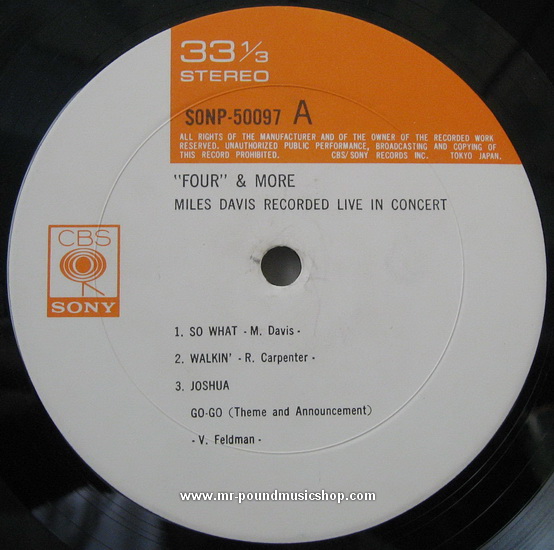 33 1/3
STEREO
SONP-50097 A
ALL RIGHTS OF THE MANUFACTURER AND OF THE OWNER OF THE RECORDED WORK
RESERVED. UNAUTHORIZED PUBLIC PERFORMANCE, BROADCASTING AND COPYING OF
THIS RECORD PROHIBITED. CBS/SONY RECORDS INC. TOKYO JAPAN.
"FOUR" & MORE
MILES DAVIS RECORDED LIVE IN CONCERT
CBS
SONY
1. SO WHAT - M. Davis -
2. WALKIN' - R. Carpenter -
3. JOSHUA
GO-GO (Theme and Announcement)
- V. Feldman -
www.mr-poundmusicshop.com